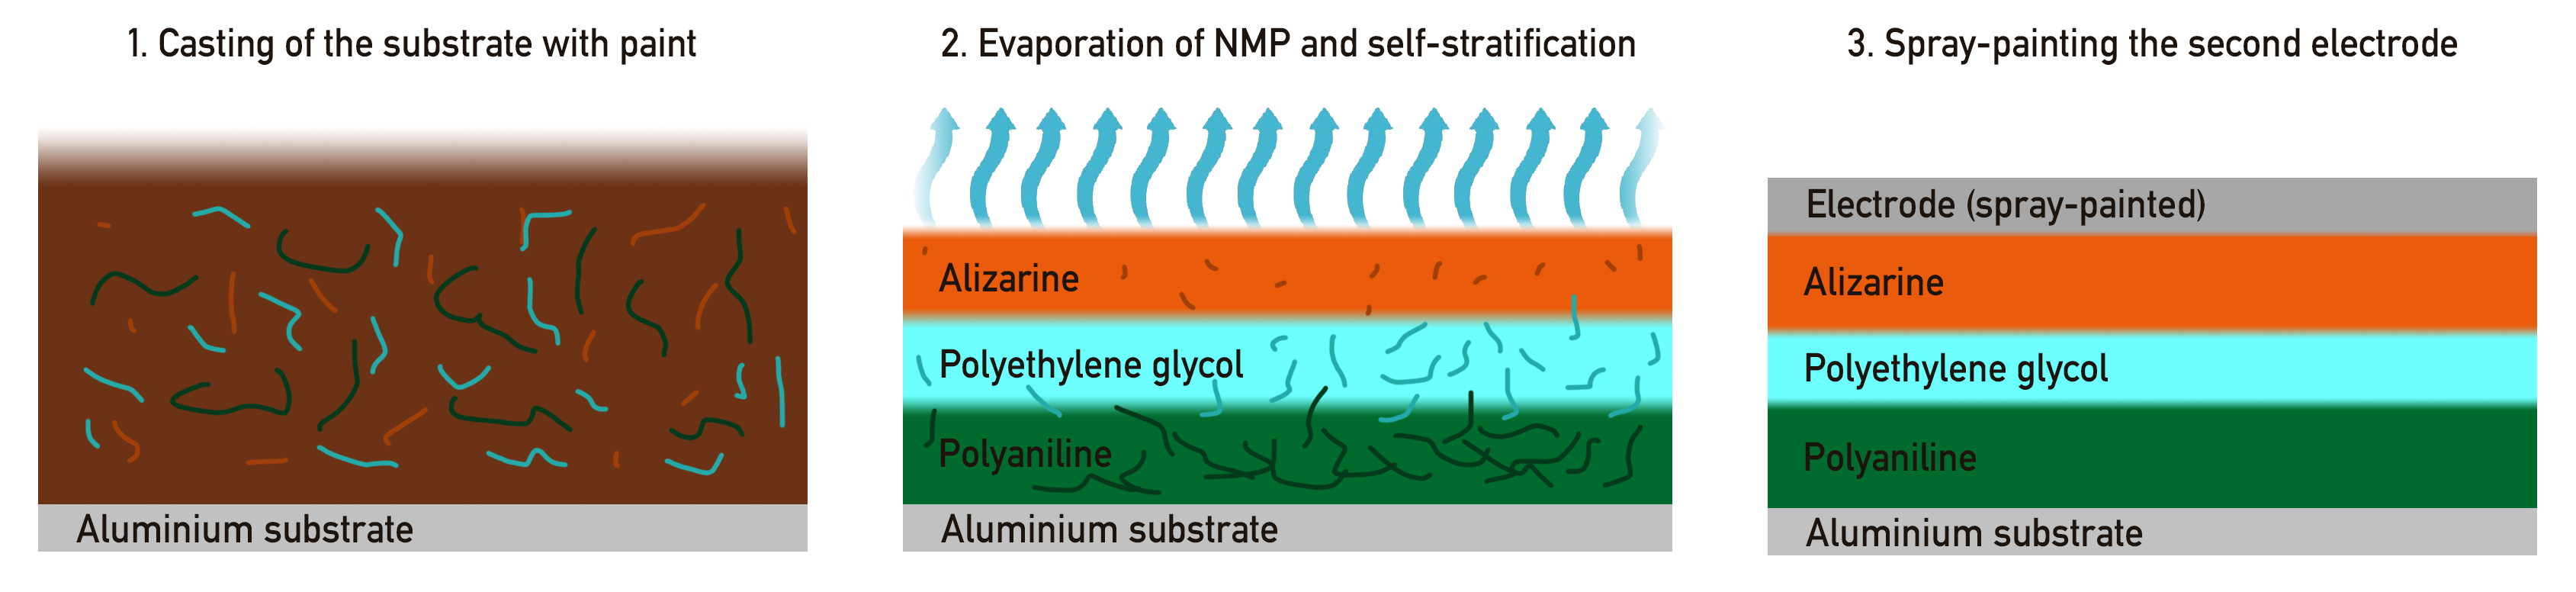 1. Casting of the substrate with paint
Aluminium substrate
2. Evaporation of NMP and self-stratification
Alizarine
Polyethylene glycol
Polyaniline
Aluminium substrate
3. Spray-painting the second electrode
Electrode (spray-painted)
Alizarine
Polyethylene glycol
Polyaniline
Aluminium substrate